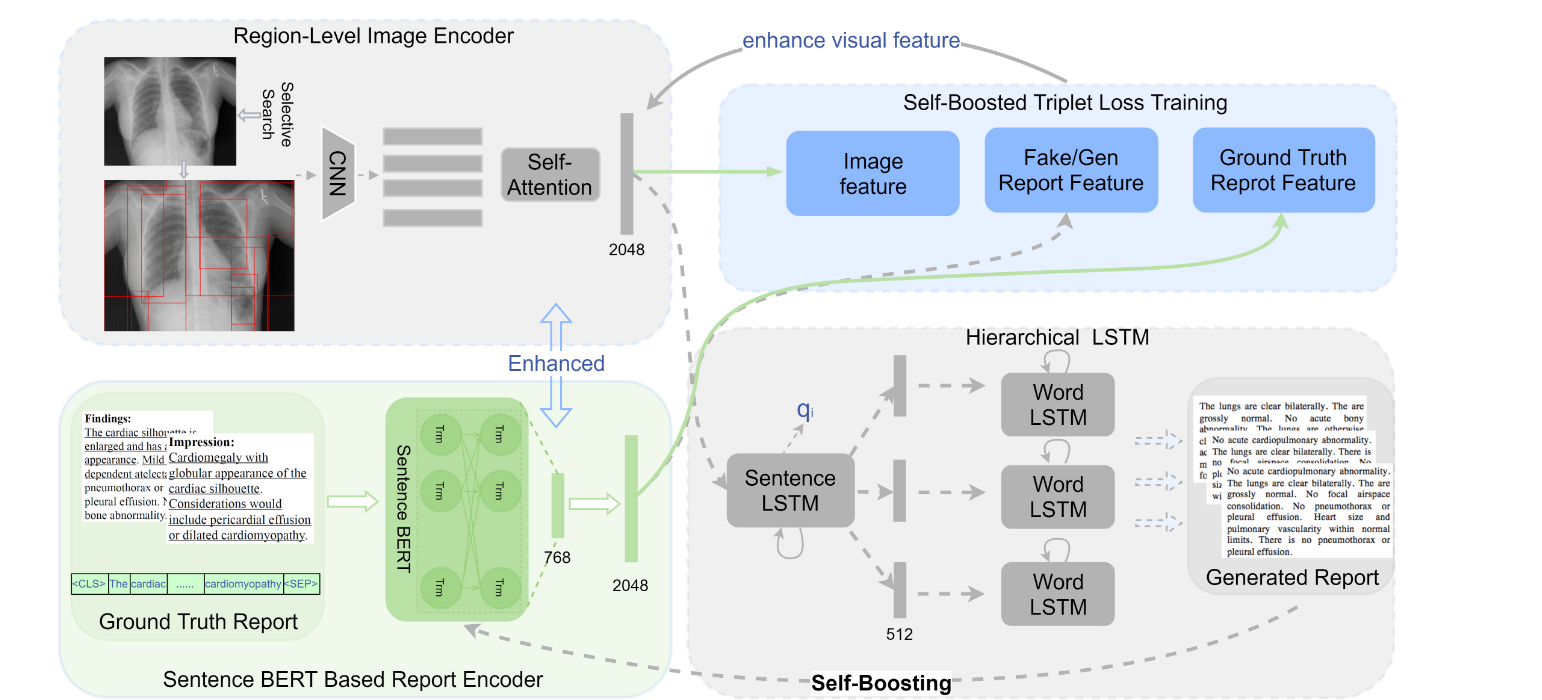 Region-Level Image Encoder
Selective
Search
CNN
Self-
Attention
2048
enhance visual feature
Self-Boosted Triplet Loss Training
Image
feature
Fake/Gen
Report Feature
Ground Truth
Reprot Feature
Enhanced
Findings:
The cardiac silhouette is
enlarged and has a
appearance. Mild
dependent atelect
pneumothorax or
pleural effusion. N
bone abnormality.
Impression:
Cardiomegaly with
globular appearance of the
cardiac silhouette.
Considerations would
include pericardial effusion
or dilated cardiomyopathy.
<CLS> The cardiac ...... cardiomyopathy <SEP>
Ground Truth Report
Sentence BERT
Trm Trm
Trm Trm
Trm Trm
768
2048
Sentence BERT Based Report Encoder
Hierarchical LSTM
qi
Sentence
LSTM
512
Word
LSTM
Word
LSTM
Word
LSTM
The lungs are clear bilaterally. The are
grossly normal. No acute bony
abnormality. The lungs are otherwise
No acute cardiopulmonary abnormality.
The lungs are clear bilaterally. There is
no focal airspace consolidation. No
No acute cardiopulmonary abnormality.
The lungs are clear bilaterally. The are
grossly normal. No focal airspace
consolidation. No pneumothorax or
pleural effusion. Heart size and
pulmonary vascularity within normal
limits. There is no pneumothorax or
pleural effusion.
Generated Report
Self-Boosting